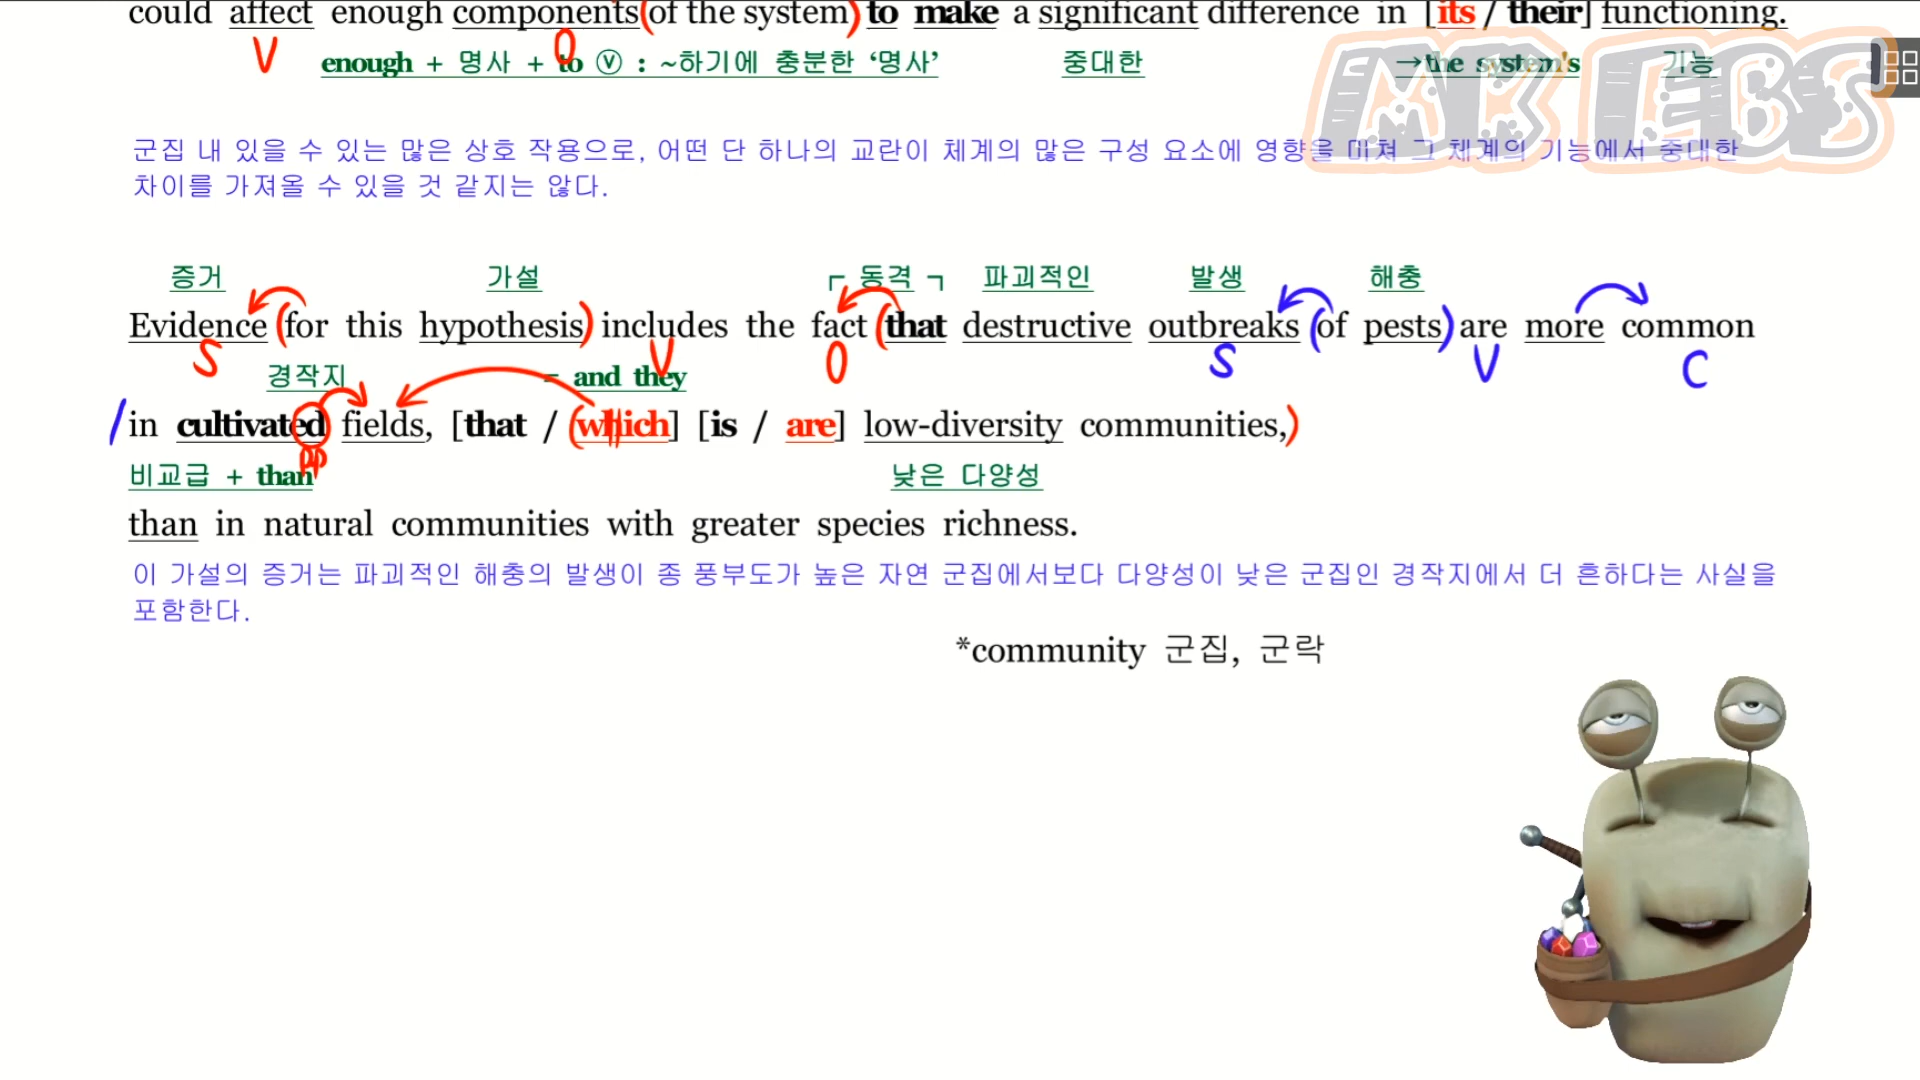 could affect enough components (of the system) to make a significant difference in [its / their] functioning.
V O
enough + 명사 + to ⓥ : ~하기에 충분한 ‘명사’ 중대한 →the system's 기능
MR EBS
군집 내 있을 수 있는 많은 상호 작용으로, 어떤 단 하나의 교란이 체계의 많은 구성 요소에 영향을 미쳐 그 체계의 기능에서 중대한
차이를 가져올 수 있을 것 같지는 않다.
증거 가설 ┌ 동격 ┐ 파괴적인 발생 해충
Evidence (for this hypothesis) includes the fact (that destructive outbreaks (of pests) are more common
S V O S V C
경작지 = and they
/ in cultivated fields, [that / (which] [is / are] low-diversity communities,)
비교급 + than 낮은 다양성
than in natural communities with greater species richness.
이 가설의 증거는 파괴적인 해충의 발생이 종 풍부도가 높은 자연 군집에서보다 다양성이 낮은 군집인 경작지에서 더 흔하다는 사실을
포함한다.
*community 군집, 군락